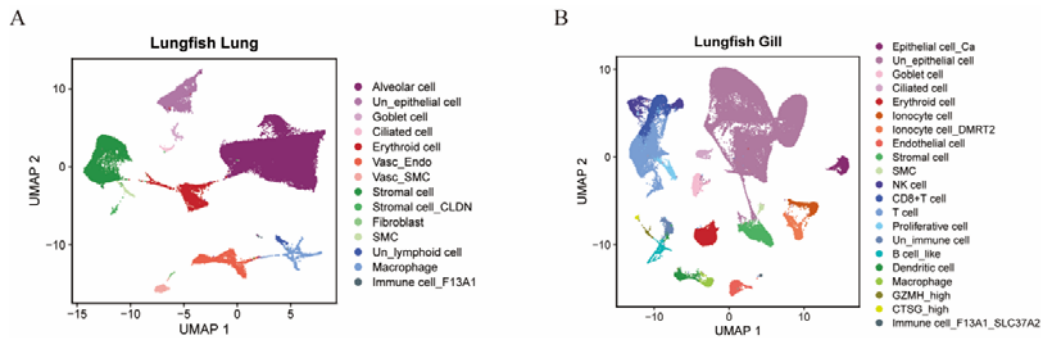 A
Lungfish Lung
10
5
0
−10
UMAP 2
−15
−10
−5
0
5
UMAP 1
Alveolar cell
Un_epithelial cell
Goblet cell
Ciliated cell
Erythroid cell
Vasc_Endo
Vasc_SMC
Stromal cell
Stromal cell_CLDN
Fibroblast
SMC
Un_lymphoid cell
Macrophage
Immune cell_F13A1
B
Lungfish Gill
10
0
−10
UMAP 2
−10
0
10
UMAP 1
Epithelial cell_Ca
Un_epithelial cell
Goblet cell
Ciliated cell
Erythroid cell
Ionocyte cell
Ionocyte cell_DMRT2
Endothelial cell
Stromal cell
SMC
NK cell
CD8+T cell
T cell
Proliferative cell
Un_immune cell
B cell_like
Dendritic cell
Macrophage
GZMH_high
CTSG_high
Immune cell_F13A1_SLC37A2